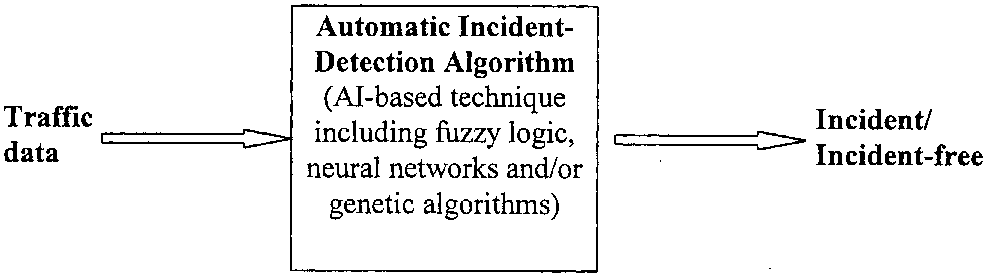 Traffic
data
Automatic Incident-
Detection Algorithm
(AI-based technique
including fuzzy logic,
neural networks and/or
genetic algorithms)
Incident/
Incident-free